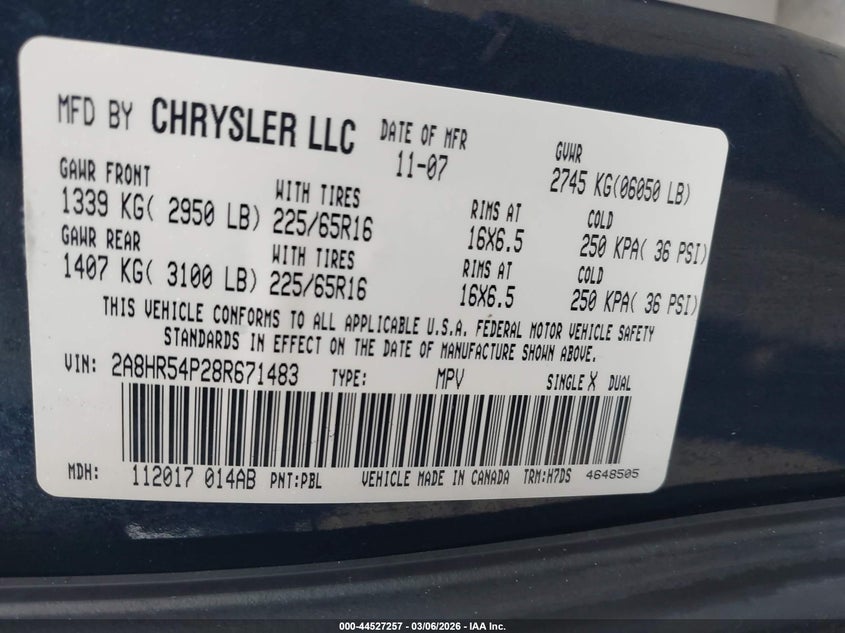 MFD BY CHRYSLER LLC DATE OF MFR 11-07 GVWR 2745 KG(06050 LB)
GAWR FRONT WITH TIRES RIMS AT COLD
1339 KG( 2950 LB) 225/65R16 16X6.5 250 KPA( 36 PSI)
GAWR REAR WITH TIRES RIMS AT COLD
1407 KG( 3100 LB) 225/65R16 16X6.5 250 KPA( 36 PSI)
THIS VEHICLE CONFORMS TO ALL APPLICABLE U.S.A. FEDERAL MOTOR VEHICLE SAFETY
STANDARDS IN EFFECT ON THE DATE OF MANUFACTURE SHOWN ABOVE.
VIN: 2A8HR54P28R671483 TYPE: MPV SINGLE X DUAL
MDH: 112017 014AB PNT:PBL VEHICLE MADE IN CANADA TRM:H7DS 4648505
000-44527257 - 03/06/2026 - IAA Inc.